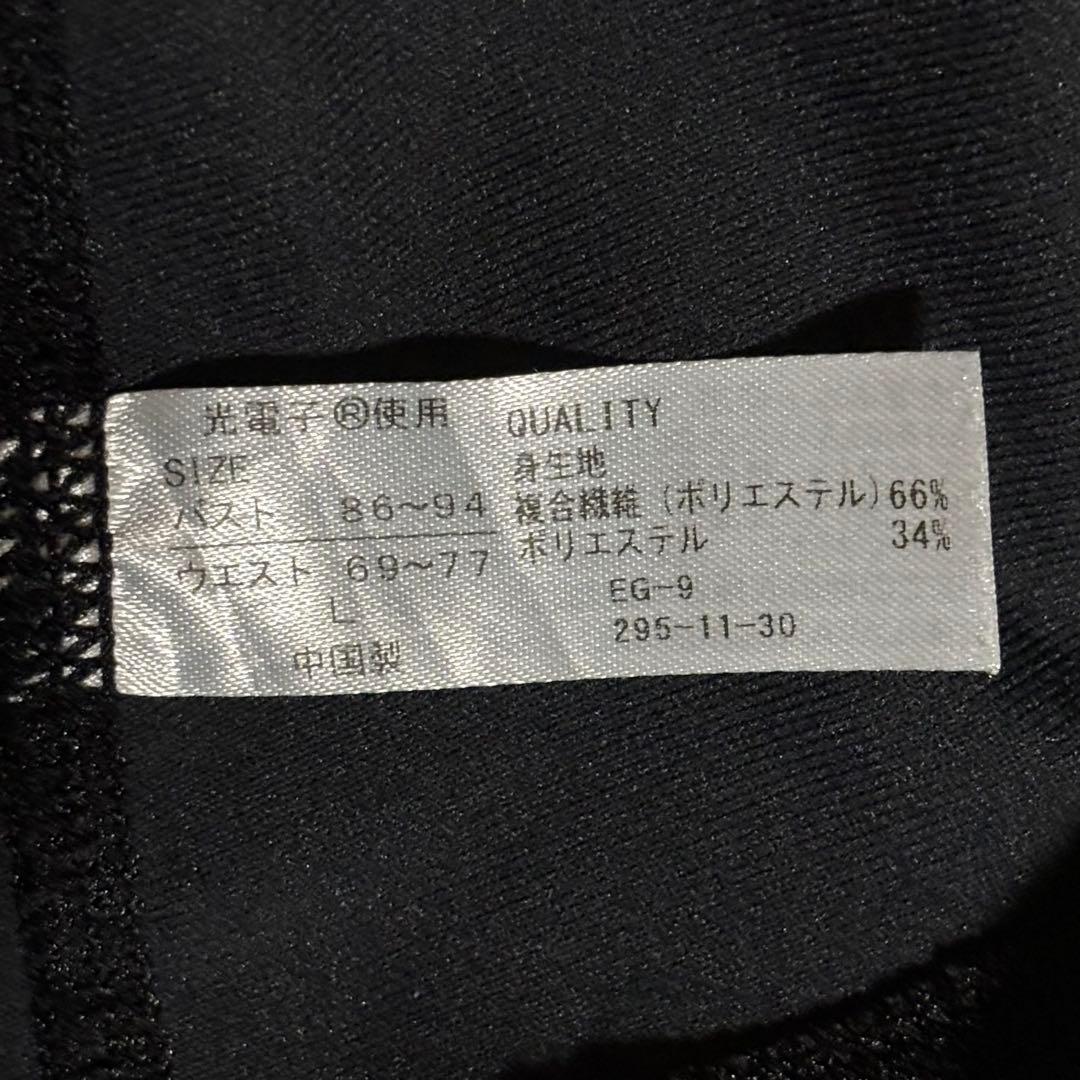 光電子®使用
SIZE
バスト 86～94
ウエスト 69～77
L
中国製
QUALITY
身生地
複合繊維(ポリエステル)66%
ポリエステル 34%
EG-9
295-11-30